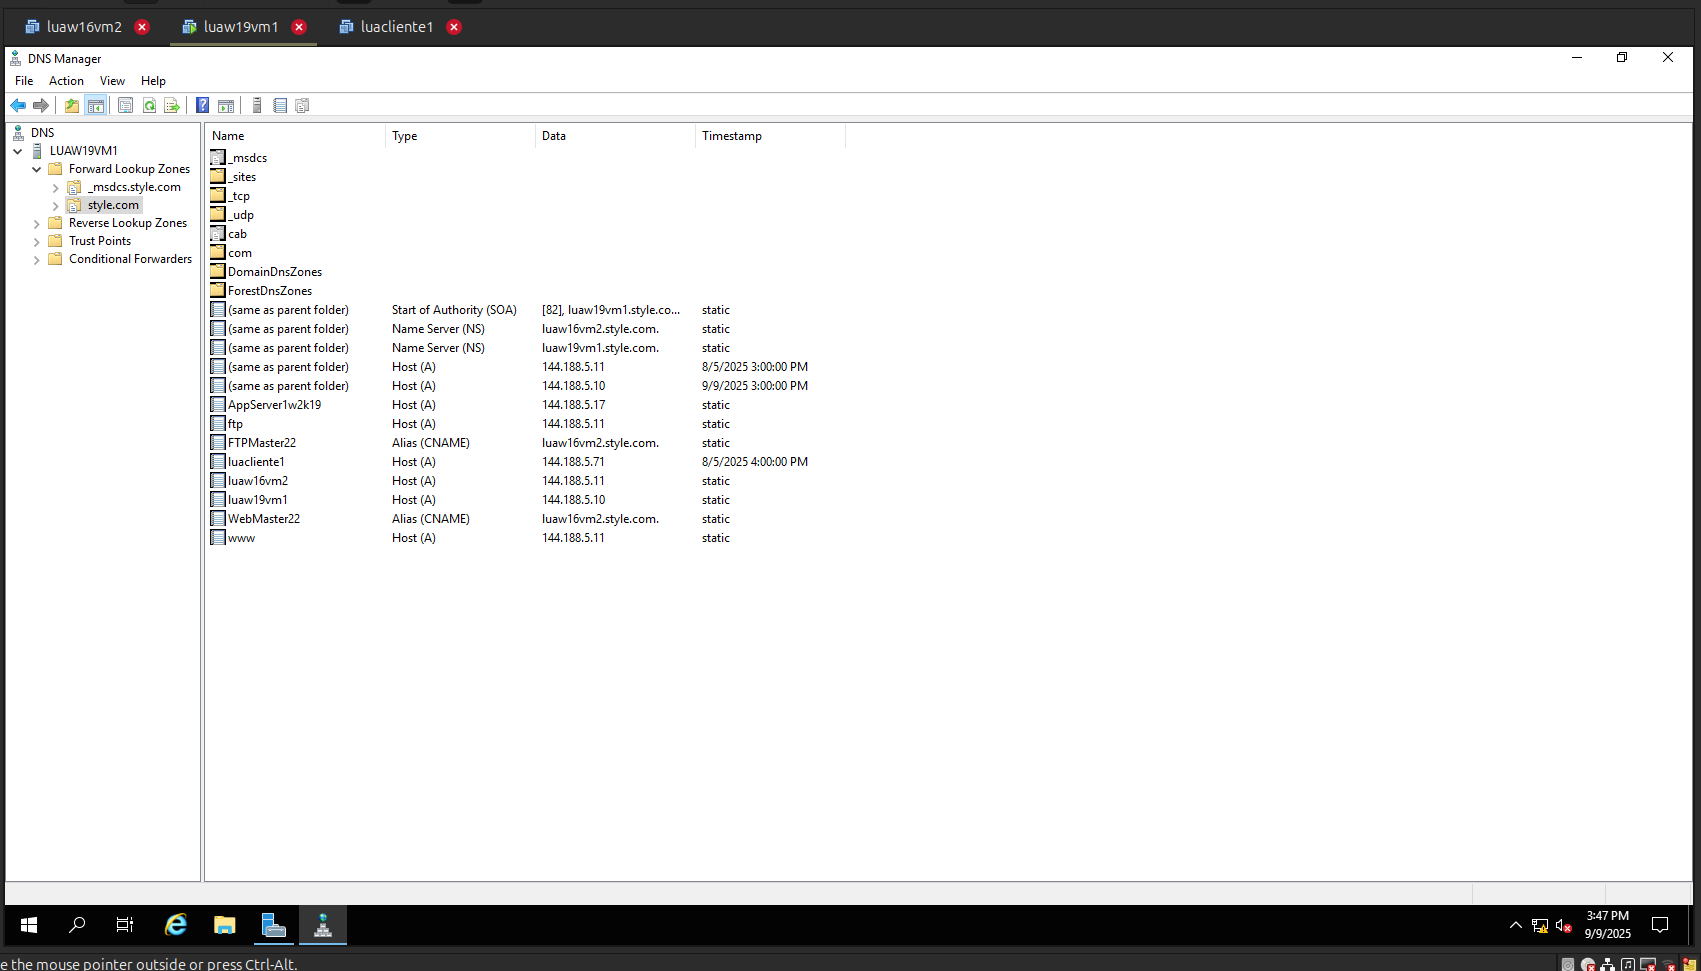 luaw16vm2 luaw19vm1 luacliente1
DNS Manager
File Action View Help
DNS
LUAW19VM1
Forward Lookup Zones
_msdcs.style.com
style.com
Reverse Lookup Zones
Trust Points
Conditional Forwarders
Name Type Data Timestamp
_msdcs
_sites
_tcp
_udp
cab
com
DomainDnsZones
ForestDnsZones
(same as parent folder) Start of Authority (SOA) [82], luaw19vm1.style.co... static
(same as parent folder) Name Server (NS) luaw16vm2.style.com. static
(same as parent folder) Name Server (NS) luaw19vm1.style.com. static
(same as parent folder) Host (A) 144.188.5.11 8/5/2025 3:00:00 PM
(same as parent folder) Host (A) 144.188.5.10 9/9/2025 3:00:00 PM
AppServer1w2k19 Host (A) 144.188.5.17 static
ftp Host (A) 144.188.5.11 static
FTPMaster22 Alias (CNAME) luaw16vm2.style.com. static
luacliente1 Host (A) 144.188.5.71 8/5/2025 4:00:00 PM
luaw16vm2 Host (A) 144.188.5.11 static
luaw19vm1 Host (A) 144.188.5.10 static
WebMaster22 Alias (CNAME) luaw16vm2.style.com. static
www Host (A) 144.188.5.11 static
3:47 PM
9/9/2025
e the mouse pointer outside or press Ctrl-Alt.